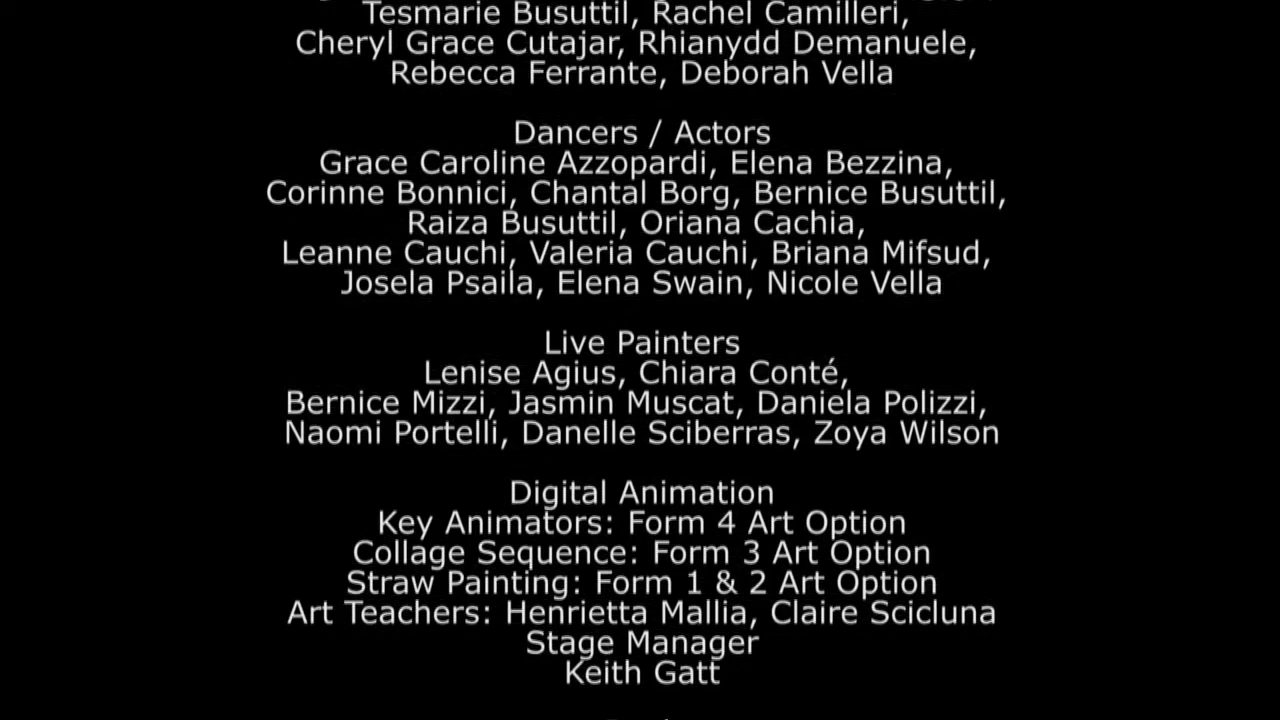 Tesmarie Busuttil, Rachel Camilleri,
Cheryl Grace Cutajar, Rhianydd Demanuele,
Rebecca Ferrante, Deborah Vella
Dancers / Actors
Grace Caroline Azzopardi, Elena Bezzina,
Corinne Bonnici, Chantal Borg, Bernice Busuttil,
Raiza Busuttil, Oriana Cachia,
Leanne Cauchi, Valeria Cauchi, Briana Mifsud,
Josela Psaila, Elena Swain, Nicole Vella
Live Painters
Lenise Agius, Chiara Conté,
Bernice Mizzi, Jasmin Muscat, Daniela Polizzi,
Naomi Portelli, Danelle Sciberras, Zoya Wilson
Digital Animation
Key Animators: Form 4 Art Option
Collage Sequence: Form 3 Art Option
Straw Painting: Form 1 & 2 Art Option
Art Teachers: Henrietta Mallia, Claire Scicluna
Stage Manager
Keith Gatt